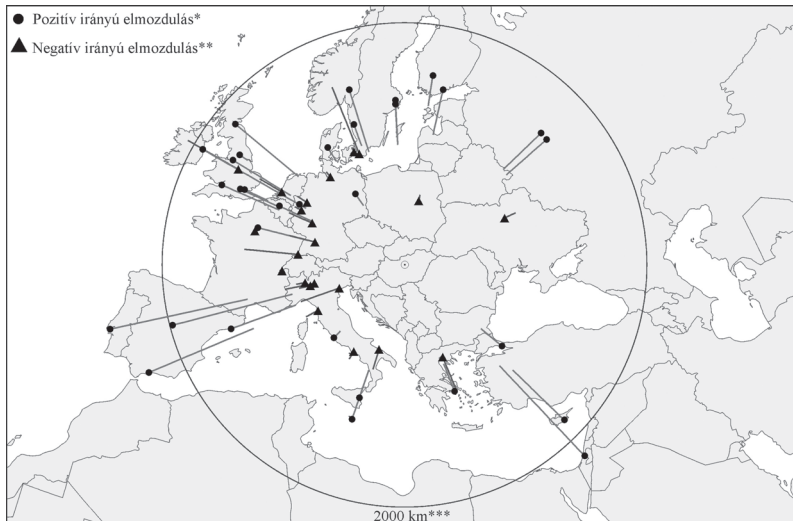 Pozitív irányú elmozdulás*
Negatív irányú elmozdulás**
2000 km***